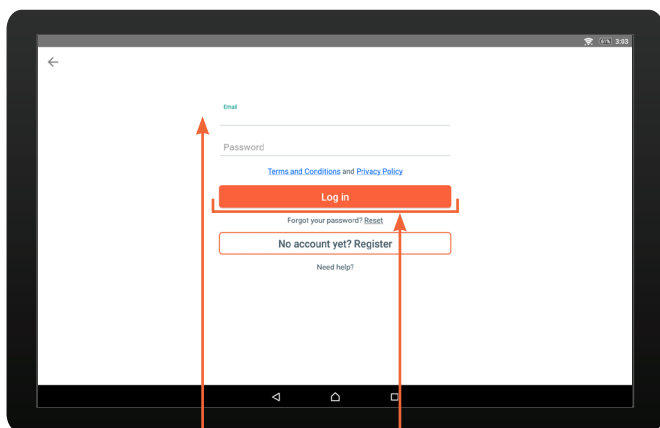 61% 3:03
Email
Password
Terms and Conditions and Privacy Policy
Log in
Forgot your password? Reset
No account yet? Register
Need help?